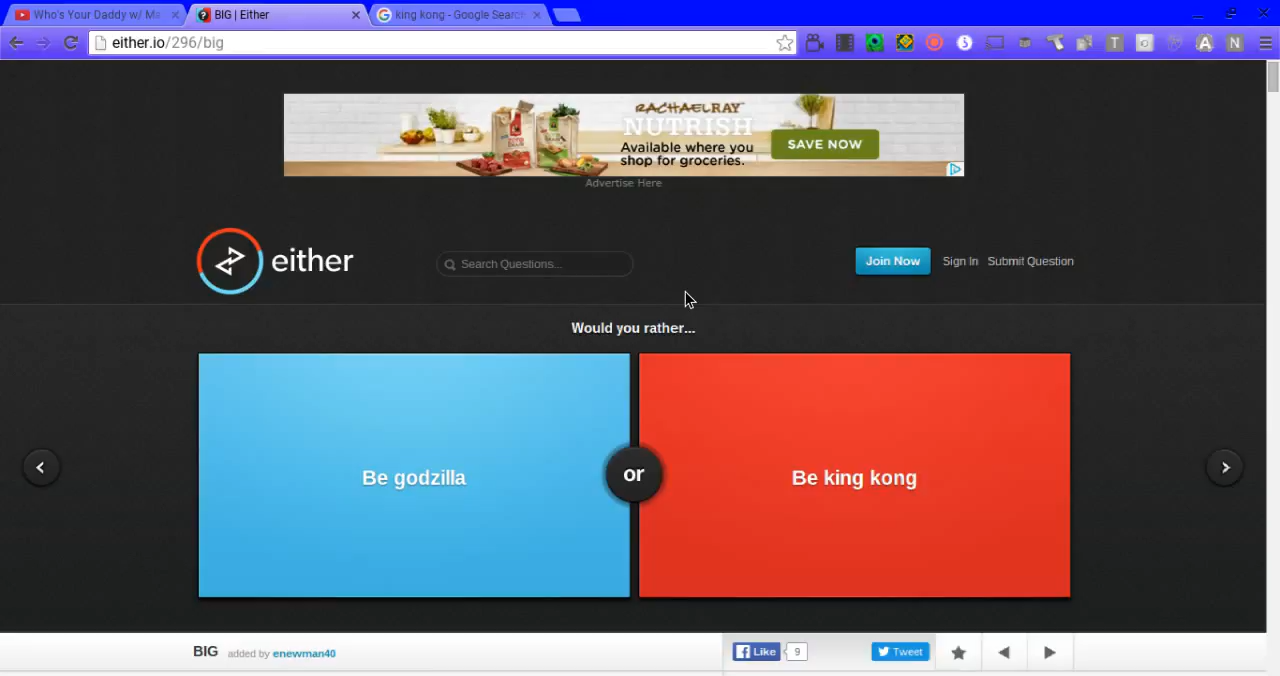 Who's Your Daddy w/ Ma
BIG | Either
king kong - Google Search
either.io/296/big
RACHAEL RAY
NUTRISH
Available where you
shop for groceries.
SAVE NOW
Advertise Here
either
Search Questions...
Join Now
Sign In
Submit Question
Would you rather...
Be godzilla
or
Be king kong
BIG added by enewman40
Like
9
Tweet